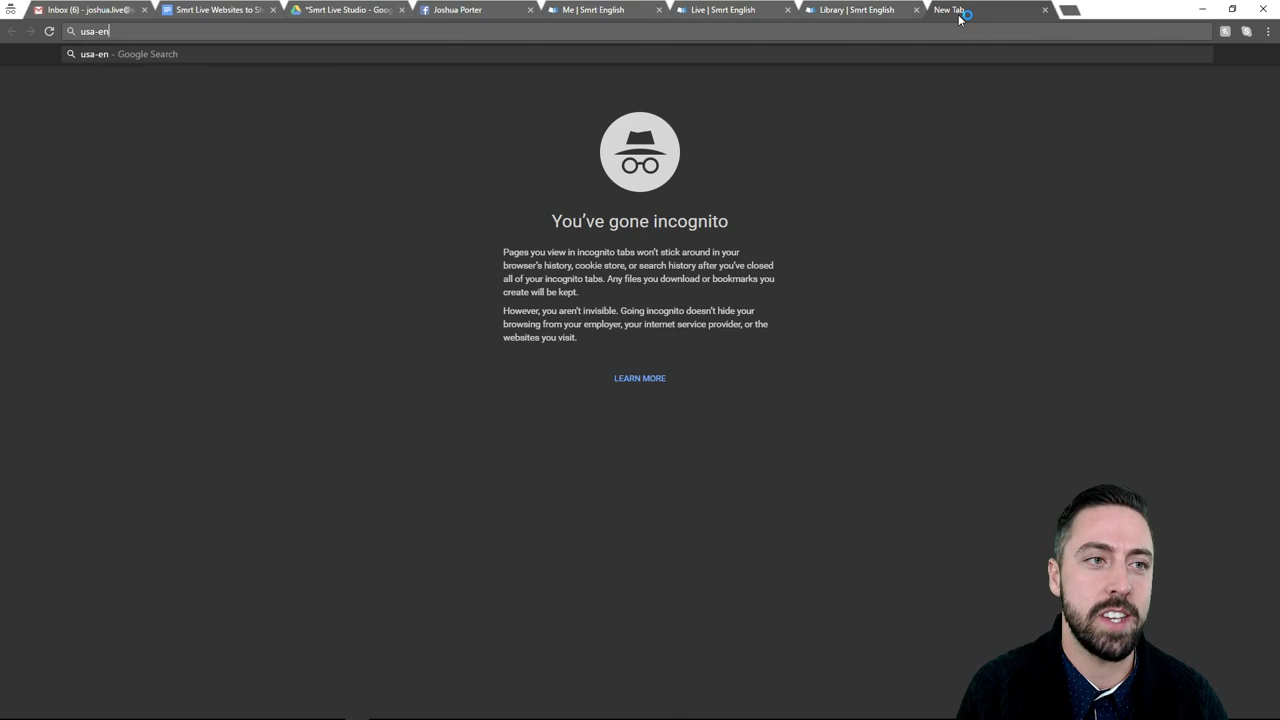 Inbox (6) - joshua.live@s
Smrt Live Websites to Sh
*Smrt Live Studio - Goog
Joshua Porter
Me | Smrt English
Live | Smrt English
Library | Smrt English
New Tab
usa-en
usa-en - Google Search
You've gone incognito
Pages you view in incognito tabs won't stick around in your
browser's history, cookie store, or search history after you've closed
all of your incognito tabs. Any files you download or bookmarks you
create will be kept.
However, you aren't invisible. Going incognito doesn't hide your
browsing from your employer, your internet service provider, or the
websites you visit.
LEARN MORE